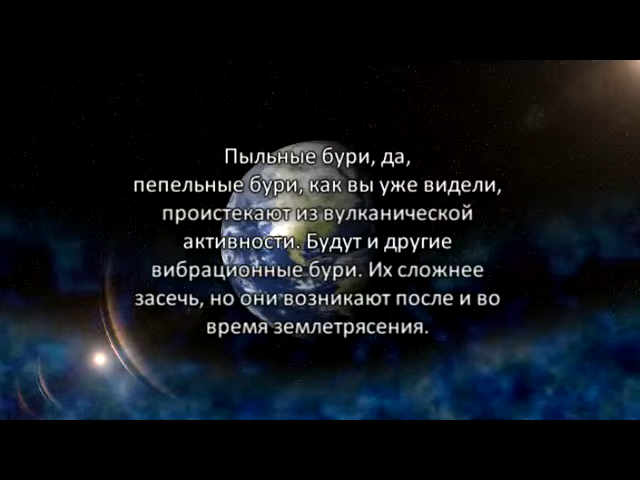 Пыльные бури, да,
пепельные бури, как вы уже видели,
проистекают из вулканической
активности. Будут и другие
вибрационные бури. Их сложнее
засечь, но они возникают после и во
время землетрясения.